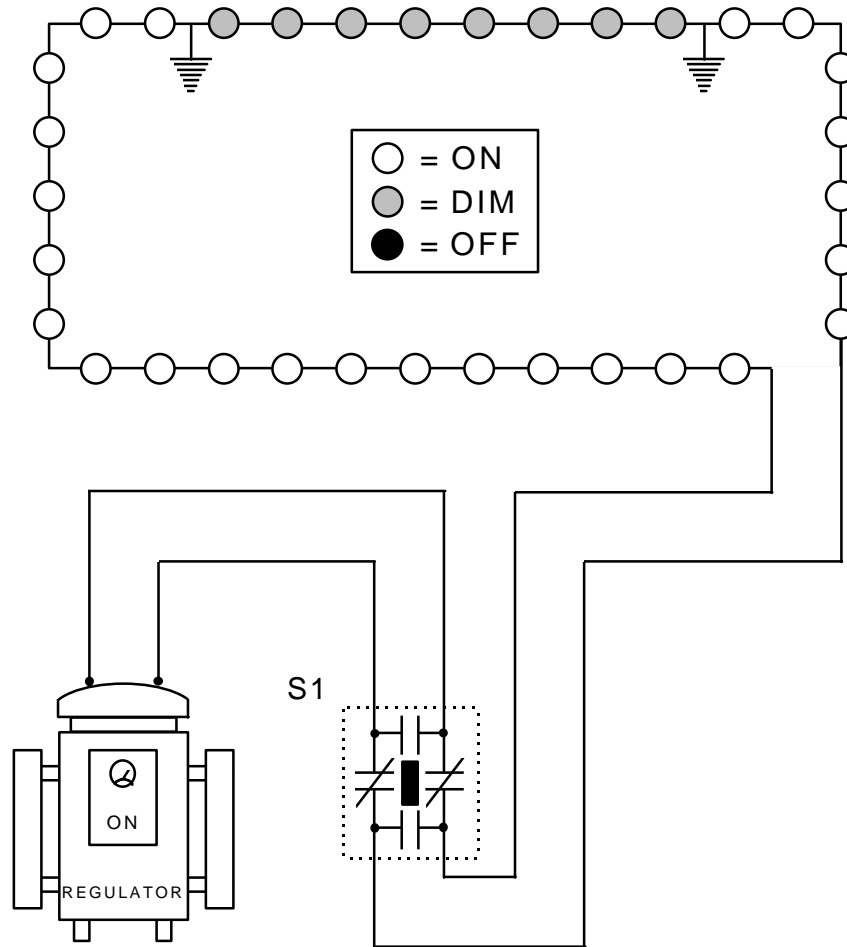 = ON
= DIM
= OFF
S1
ON
REGULATOR